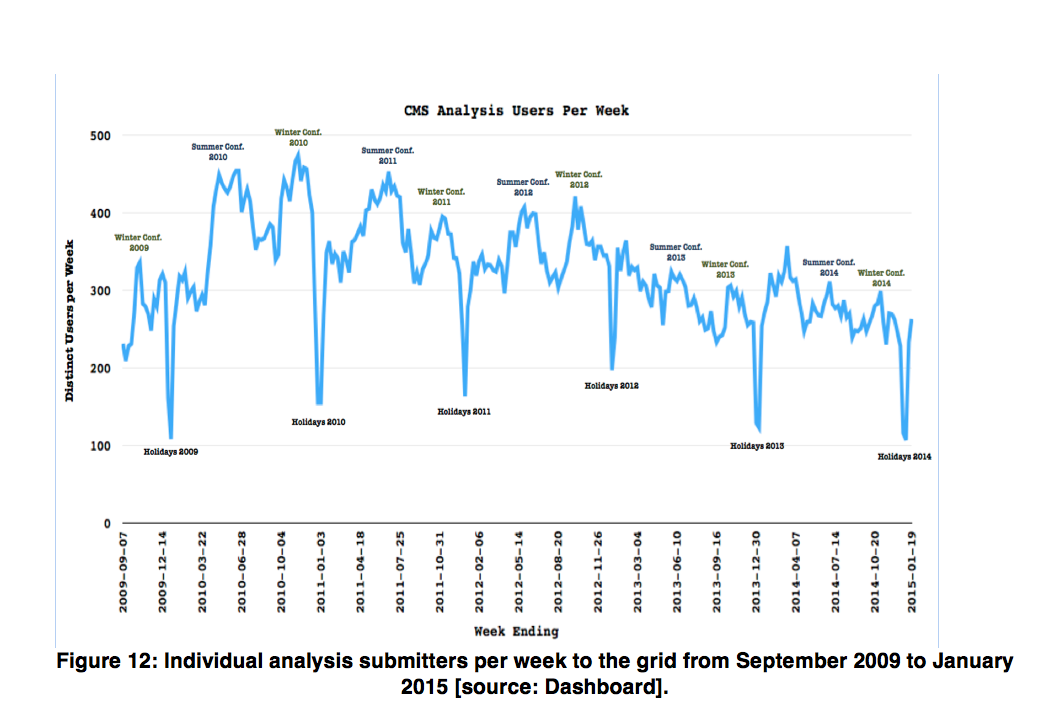 CMS Analysis Users Per Week
500
400
300
200
100
0
Distinct Users per Week
Winter Conf.
2009
Summer Conf.
2010
Winter Conf.
2010
Summer Conf.
2011
Winter Conf.
2011
Summer Conf.
2012
Winter Conf.
2012
Summer Conf.
2013
Winter Conf.
2013
Summer Conf.
2014
Winter Conf.
2014
Holidays 2009
Holidays 2010
Holidays 2011
Holidays 2012
Holidays 2013
Holidays 2014
2009-09-07
2009-12-14
2010-03-22
2010-06-28
2010-10-04
2011-01-03
2011-04-18
2011-07-25
2011-10-31
2012-02-06
2012-05-14
2012-08-20
2012-11-26
2013-03-04
2013-06-10
2013-09-16
2013-12-30
2014-04-07
2014-07-14
2014-10-20
2015-01-19
Week Ending
Figure 12: Individual analysis submitters per week to the grid from September 2009 to January
2015 [source: Dashboard].